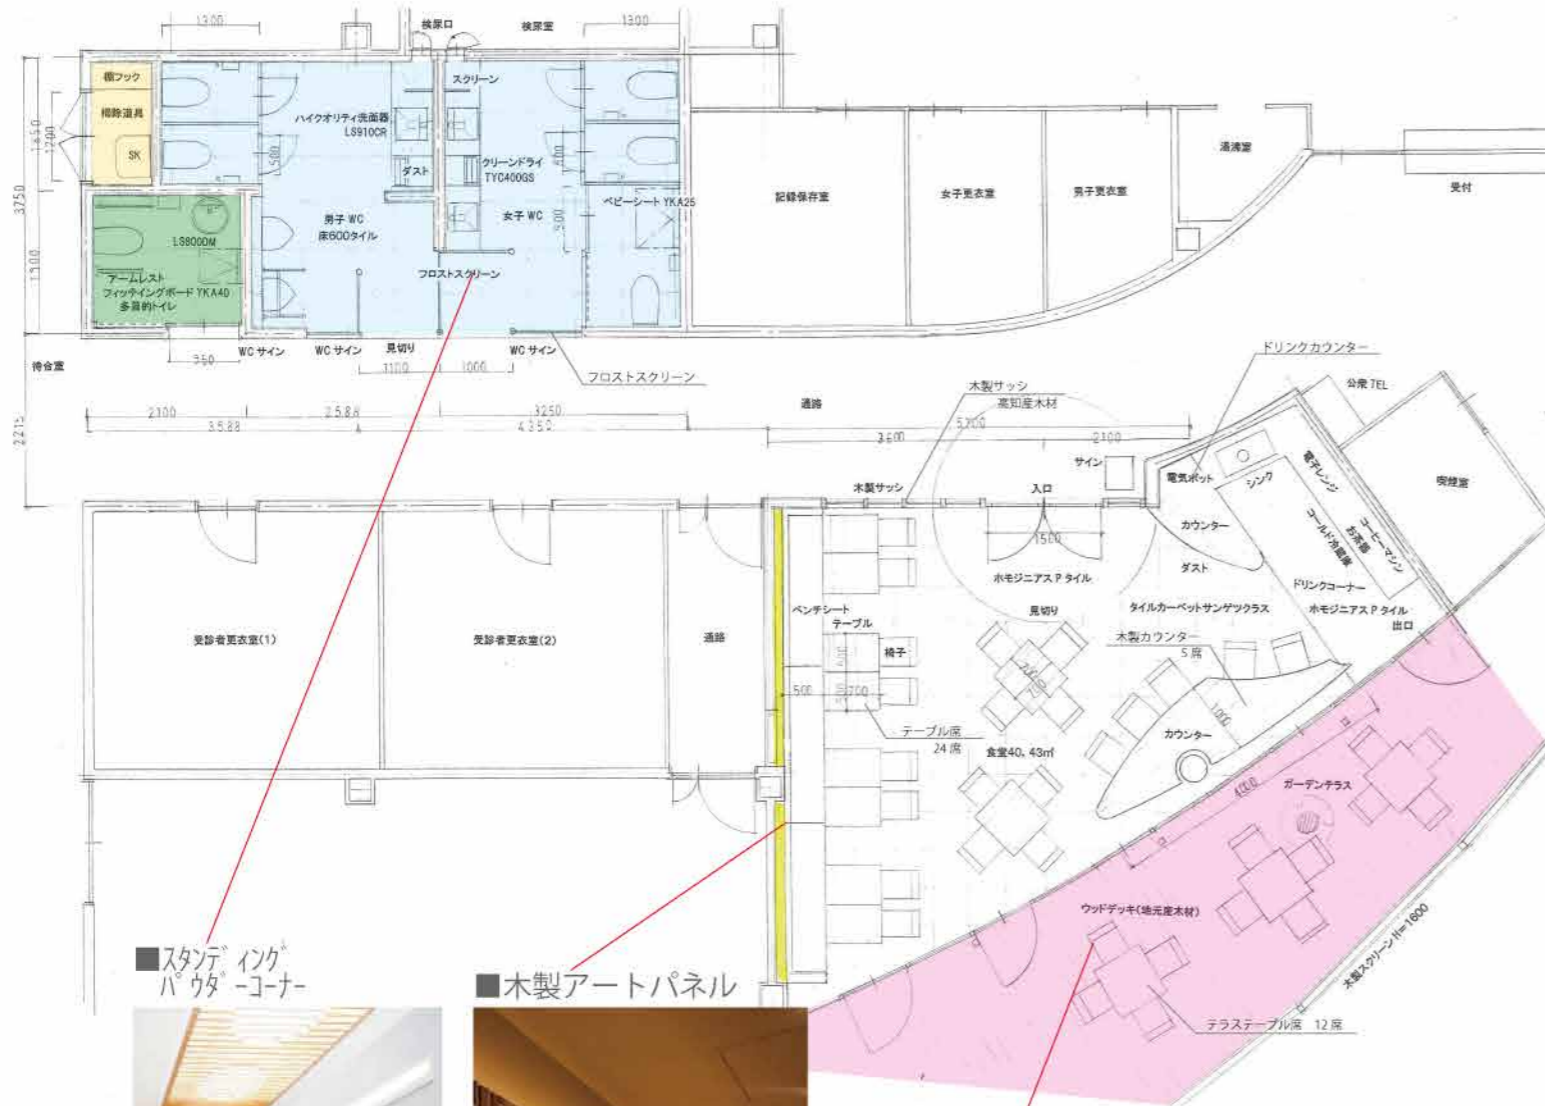 1300
検尿口
検尿室
1300
棚フック
掃除道具
SK
1200
3750
スクリーン
ハイクオリティ洗面器
LS910CR
500
ダスト
クリーンドライ
TYC400GS
ベビーシート YKA25
男子 WC
床600タイル
女子 WC
フロストスクリーン
アームレスト
フィッティングボード YKA40
多目的トイレ
記録保存室
女子更衣室
男子更衣室
湯沸室
受付
待合室
WC サイン
WC サイン
見切り
WC サイン
1100
1000
フロストスクリーン
2215
2100
2588
3250
3588
4350
通路
木製サッシ
高知産木材
5700
3600
2100
ドリンクカウンター
公衆 TEL
サイン
木製サッシ
入口
1500
電気ポット
シンク
電子レンジ
コーヒーマシン
お茶器
コールド冷蔵庫
喫煙室
カウンター
ダスト
ホモジニアス P タイル
見切り
タイルカーペットサンゲツクラス
ドリンクコーナー
ホモジニアス P タイル
出口
受診者更衣室(1)
受診者更衣室(2)
通路
ベンチシート
テーブル
椅子
500
700
テーブル席
24 席
食堂40.43㎡
木製カウンター
5 席
1000
カウンター
4000
ガーデンテラス
ウッドデッキ(地元産木材)
木製スクリーン H=1600
テラステーブル席 12 席
■スタンディング
パウダーコーナー
■木製アートパネル